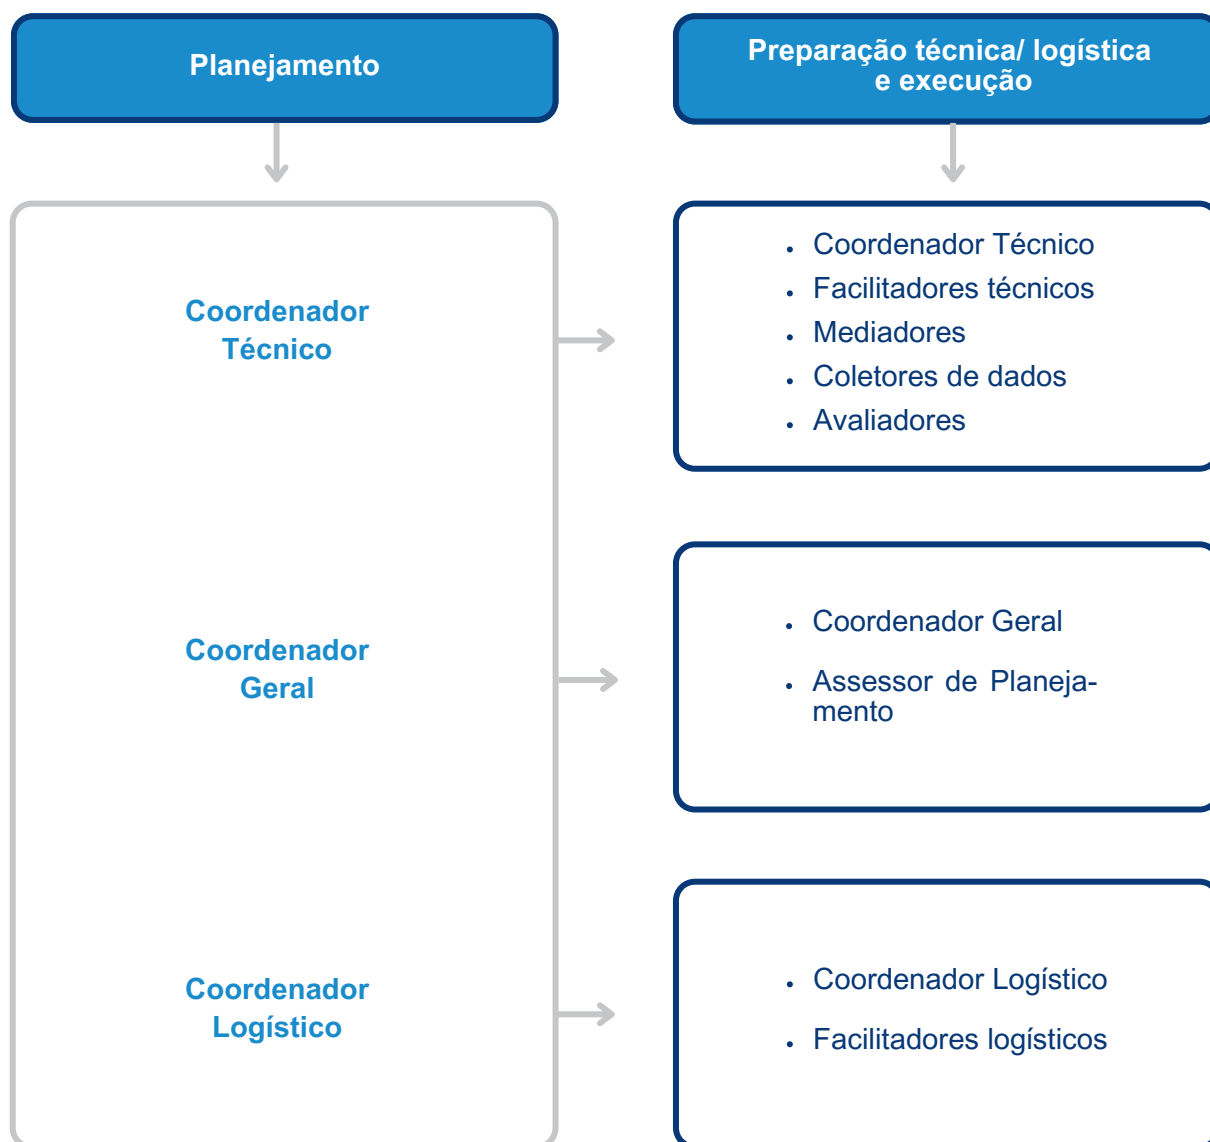 Planejamento
Preparação técnica/ logística
e execução
Coordenador
Técnico
• Coordenador Técnico
• Facilitadores técnicos
• Mediadores
• Coletores de dados
• Avaliadores
Coordenador
Geral
• Coordenador Geral
• Assessor de Planeja-
mento
Coordenador
Logístico
• Coordenador Logístico
• Facilitadores logísticos